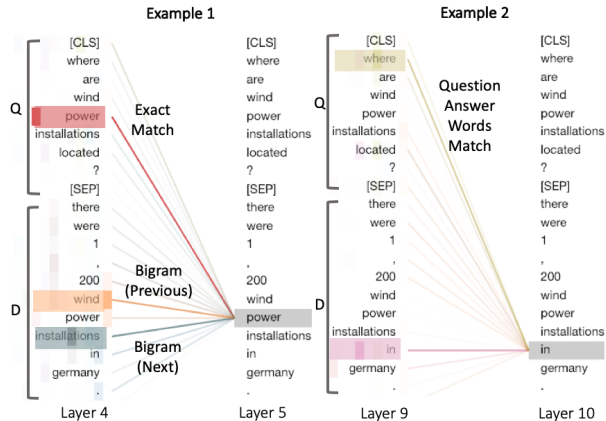 Example 1
Example 2
[CLS] [CLS] [CLS] [CLS]
where where where where
are are are are
wind wind wind wind
Q power power Q power power
installations installations installations installations
located located located located
? ? ? ?
[SEP] [SEP] [SEP] [SEP]
there there there there
were were were were
1 1 1 1
, , , ,
200 200 200 200
D wind wind D wind wind
power power power power
installations installations installations installations
in in in in
germany germany germany germany
. . . .
Exact
Match
Bigram
(Previous)
Bigram
(Next)
Question
Answer
Words
Match
Layer 4 Layer 5 Layer 9 Layer 10